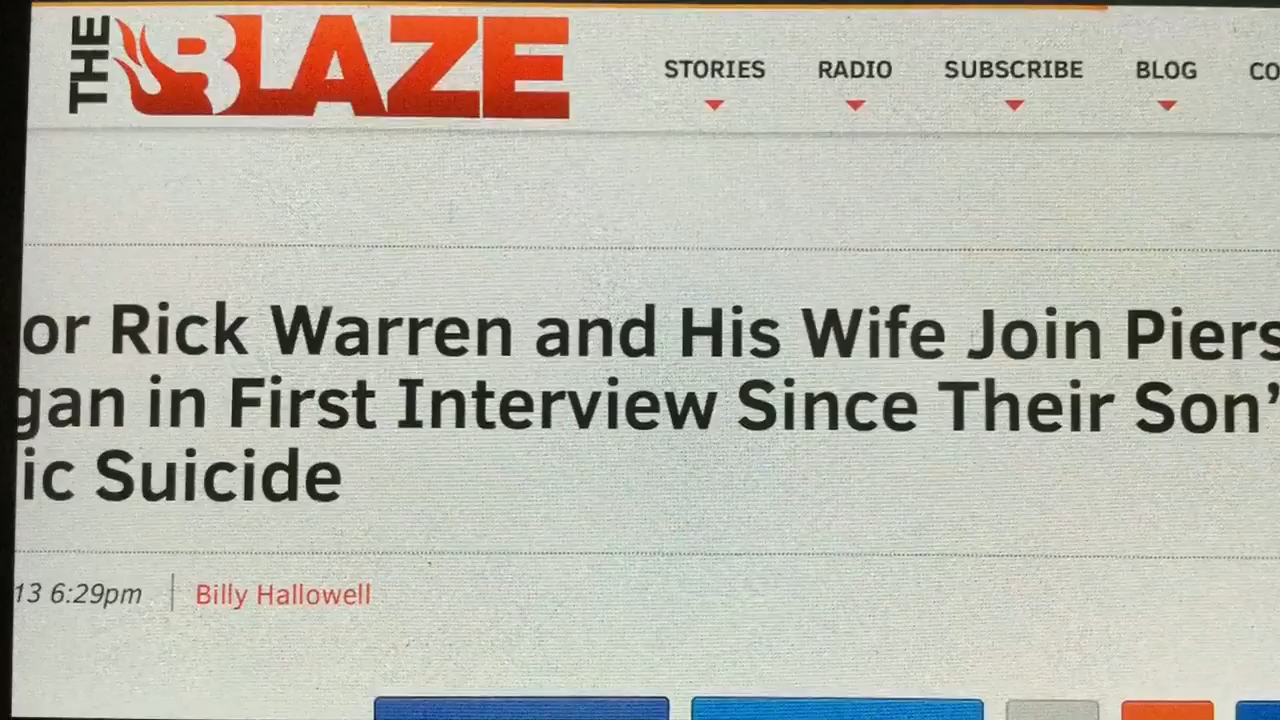 THE BLAZE
STORIES RADIO SUBSCRIBE BLOG CO
or Rick Warren and His Wife Join Piers
gan in First Interview Since Their Son'
ic Suicide
13 6:29pm | Billy Hallowell